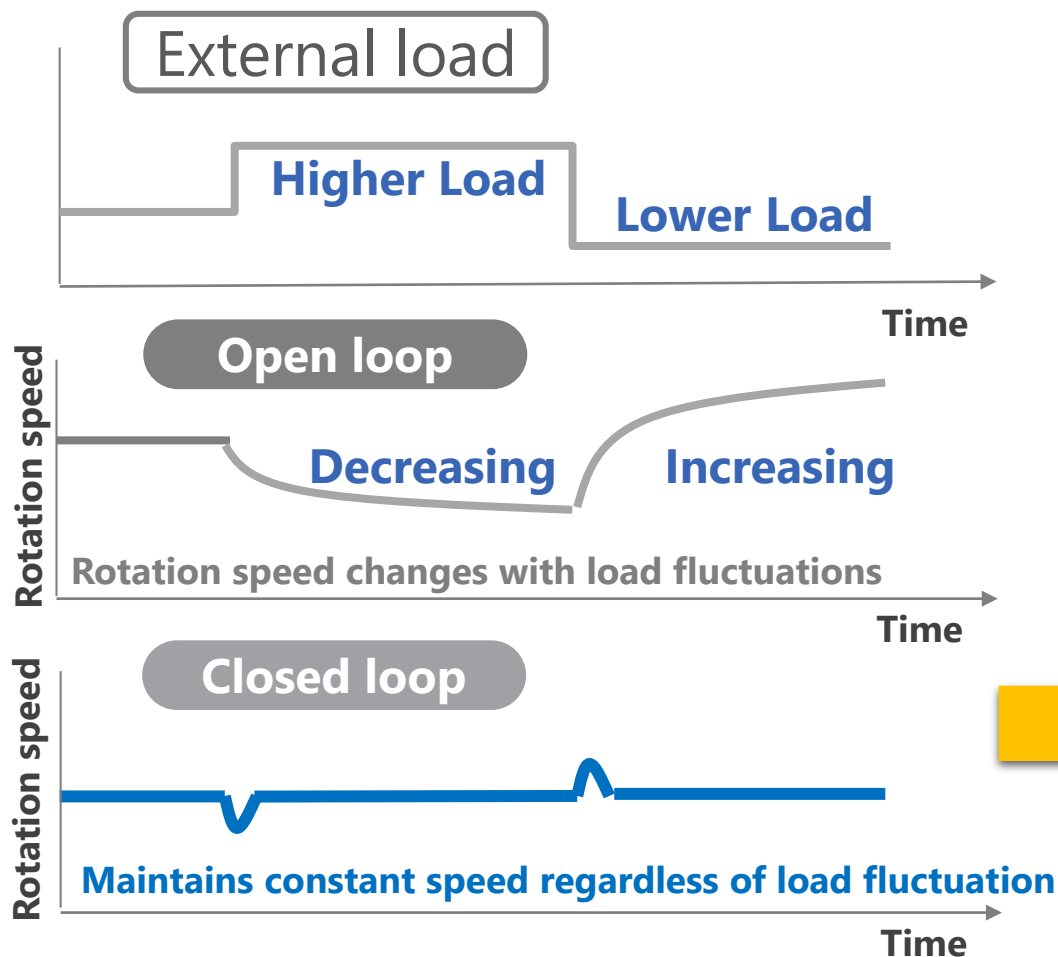 External load
Higher Load
Lower Load
Time
Open loop
Rotation speed
Decreasing
Increasing
Rotation speed changes with load fluctuations
Time
Closed loop
Rotation speed
Maintains constant speed regardless of load fluctuation
Time